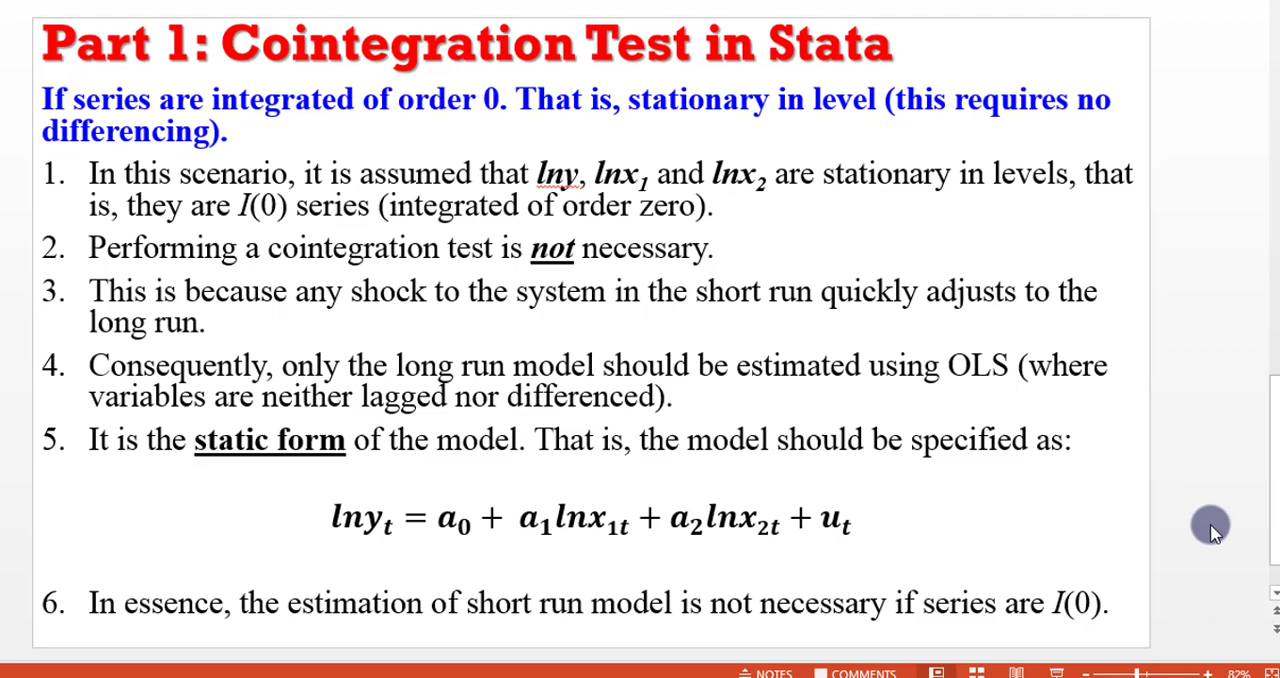 Part 1: Cointegration Test in Stata
If series are integrated of order 0. That is, stationary in level (this requires no
differencing).
1. In this scenario, it is assumed that lny, lnx₁ and lnx₂ are stationary in levels, that
is, they are I(0) series (integrated of order zero).
2. Performing a cointegration test is not necessary.
3. This is because any shock to the system in the short run quickly adjusts to the
long run.
4. Consequently, only the long run model should be estimated using OLS (where
variables are neither lagged nor differenced).
5. It is the static form of the model. That is, the model should be specified as:
lnyₜ = a₀ + a₁lnx₁ₜ + a₂lnx₂ₜ + uₜ
6. In essence, the estimation of short run model is not necessary if series are I(0).
NOTES COMMENTS 82%